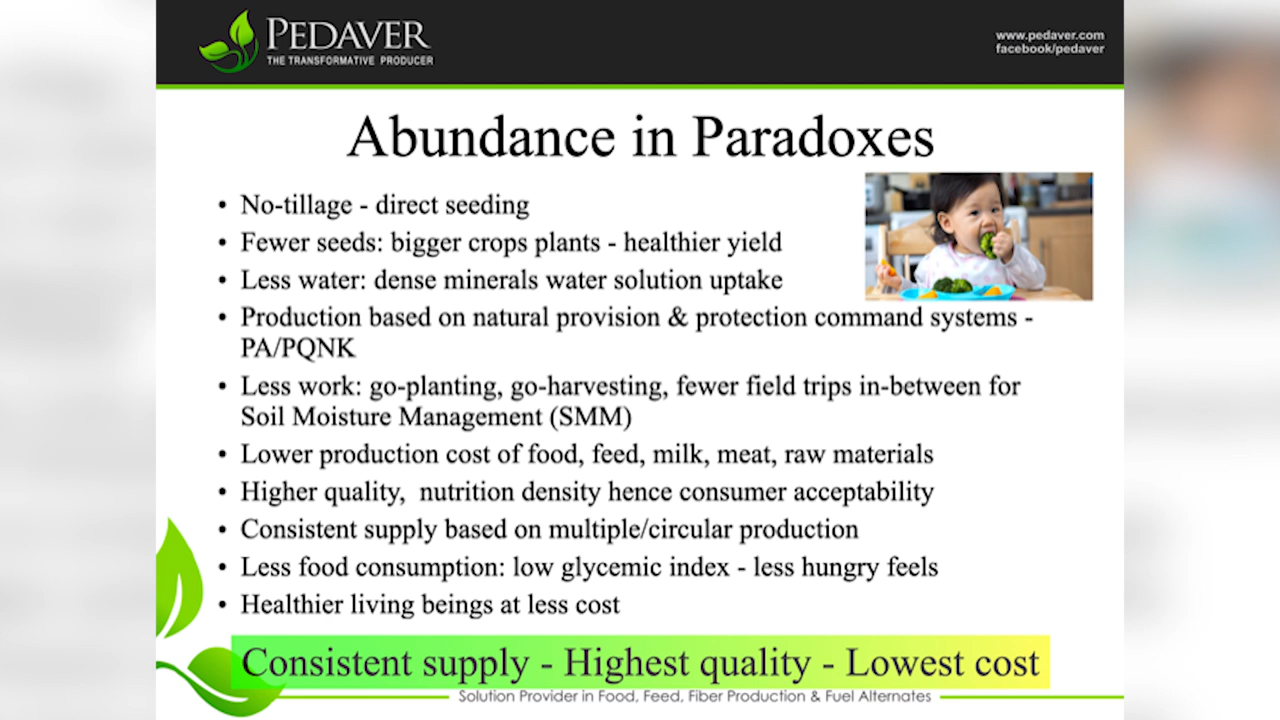 PEDAVER
THE TRANSFORMATIVE PRODUCER
www.pedaver.com
facebook/pedaver
Abundance in Paradoxes
• No-tillage - direct seeding
• Fewer seeds: bigger crops plants - healthier yield
• Less water: dense minerals water solution uptake
• Production based on natural provision & protection command systems -
PA/PQNK
• Less work: go-planting, go-harvesting, fewer field trips in-between for
Soil Moisture Management (SMM)
• Lower production cost of food, feed, milk, meat, raw materials
• Higher quality,  nutrition density hence consumer acceptability
• Consistent supply based on multiple/circular production
• Less food consumption: low glycemic index - less hungry feels
• Healthier living beings at less cost
Consistent supply - Highest quality - Lowest cost
Solution Provider in Food, Feed, Fiber Production & Fuel Alternates